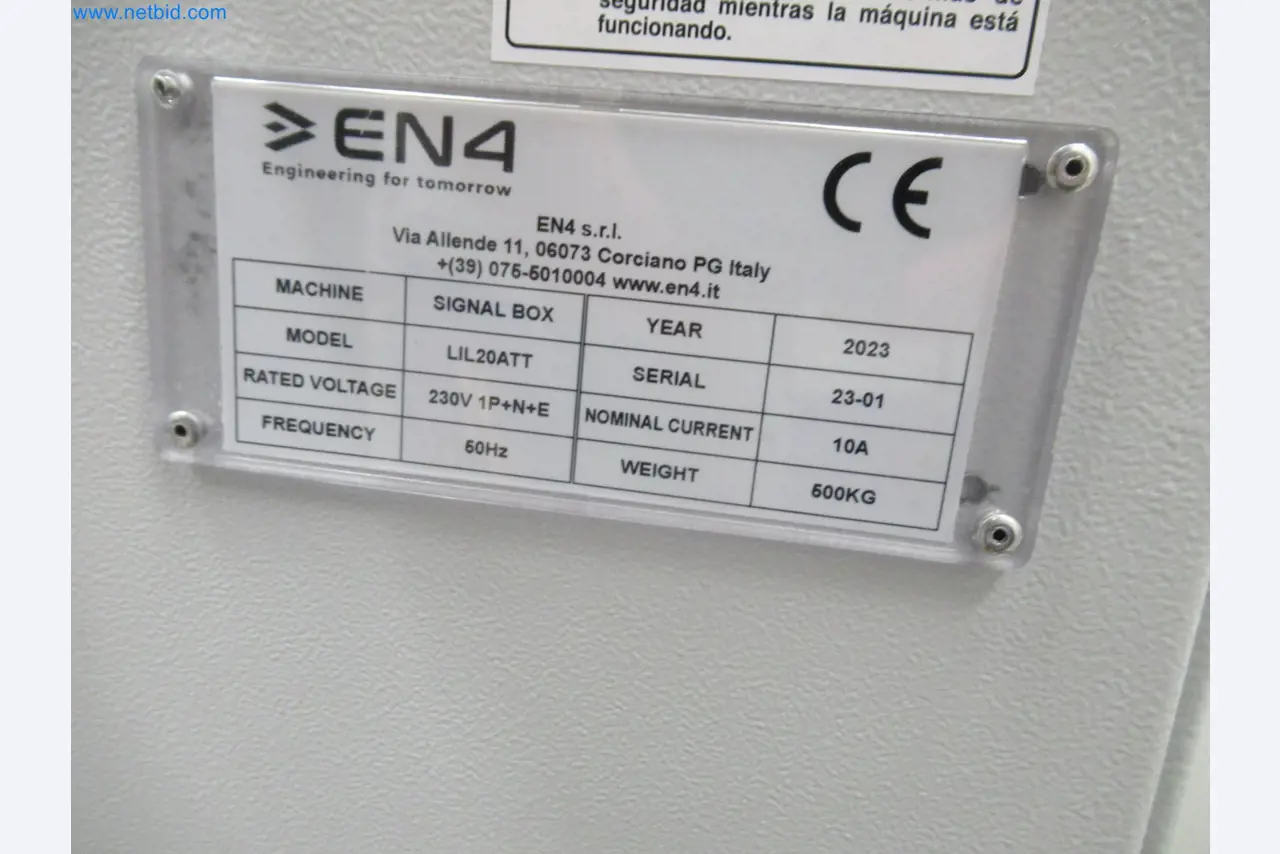 www.netbid.com
seguridad mientras la máquina está
funcionando.
EN4
Engineering for tomorrow
CE
EN4 s.r.l.
Via Allende 11, 06073 Corciano PG Italy
+(39) 075-5010004 www.en4.it
MACHINE SIGNAL BOX YEAR 2023
MODEL LIL20ATT SERIAL 23-01
RATED VOLTAGE 230V 1P+N+E NOMINAL CURRENT 10A
FREQUENCY 50Hz WEIGHT 500KG